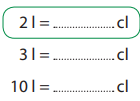 2 l = .................... cl
3 l = .................... cl
10 l = .................... cl